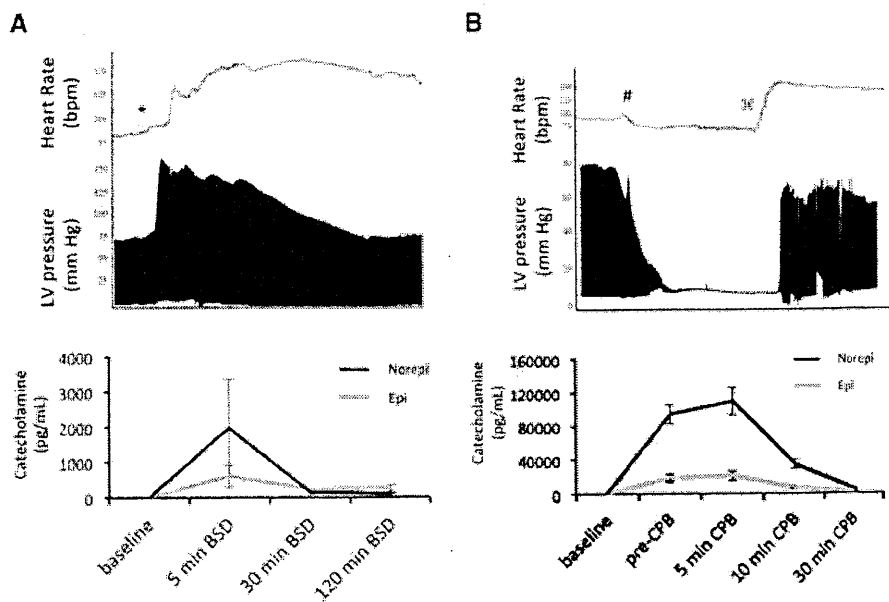 A
Heart Rate
(bpm)
*
LV pressure
(mm Hg)
Catecholamine
(pg/mL)
4000
3000
2000
1000
0
Norepi
Epi
baseline
5 min BSD
30 min BSD
120 min BSD
B
Heart Rate
(bpm)
#
LV pressure
(mm Hg)
0
Catecholamine
(pg/mL)
160000
120000
80000
40000
0
Norepi
Epi
baseline
pre-CPB
5 min CPB
10 min CPB
30 min CPB